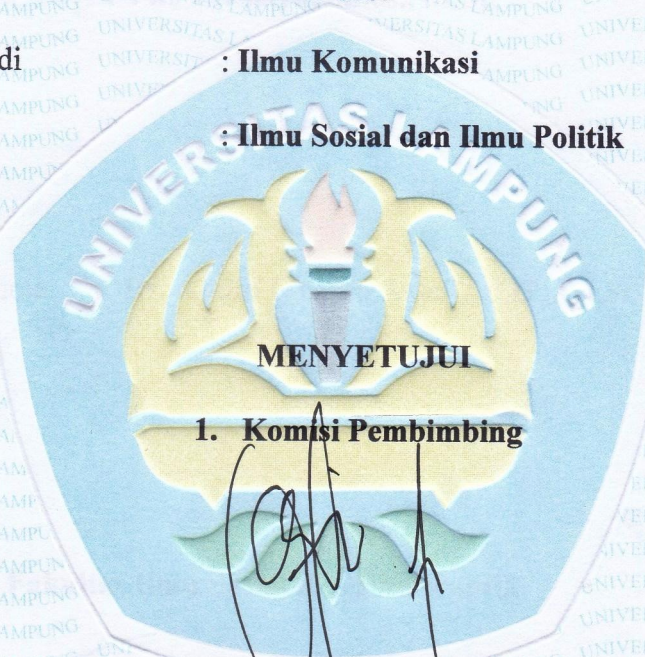 di : Ilmu Komunikasi
: Ilmu Sosial dan Ilmu Politik
UNIVERSITAS LAMPUNG
MENYETUJUI
1. Komisi Pembimbing